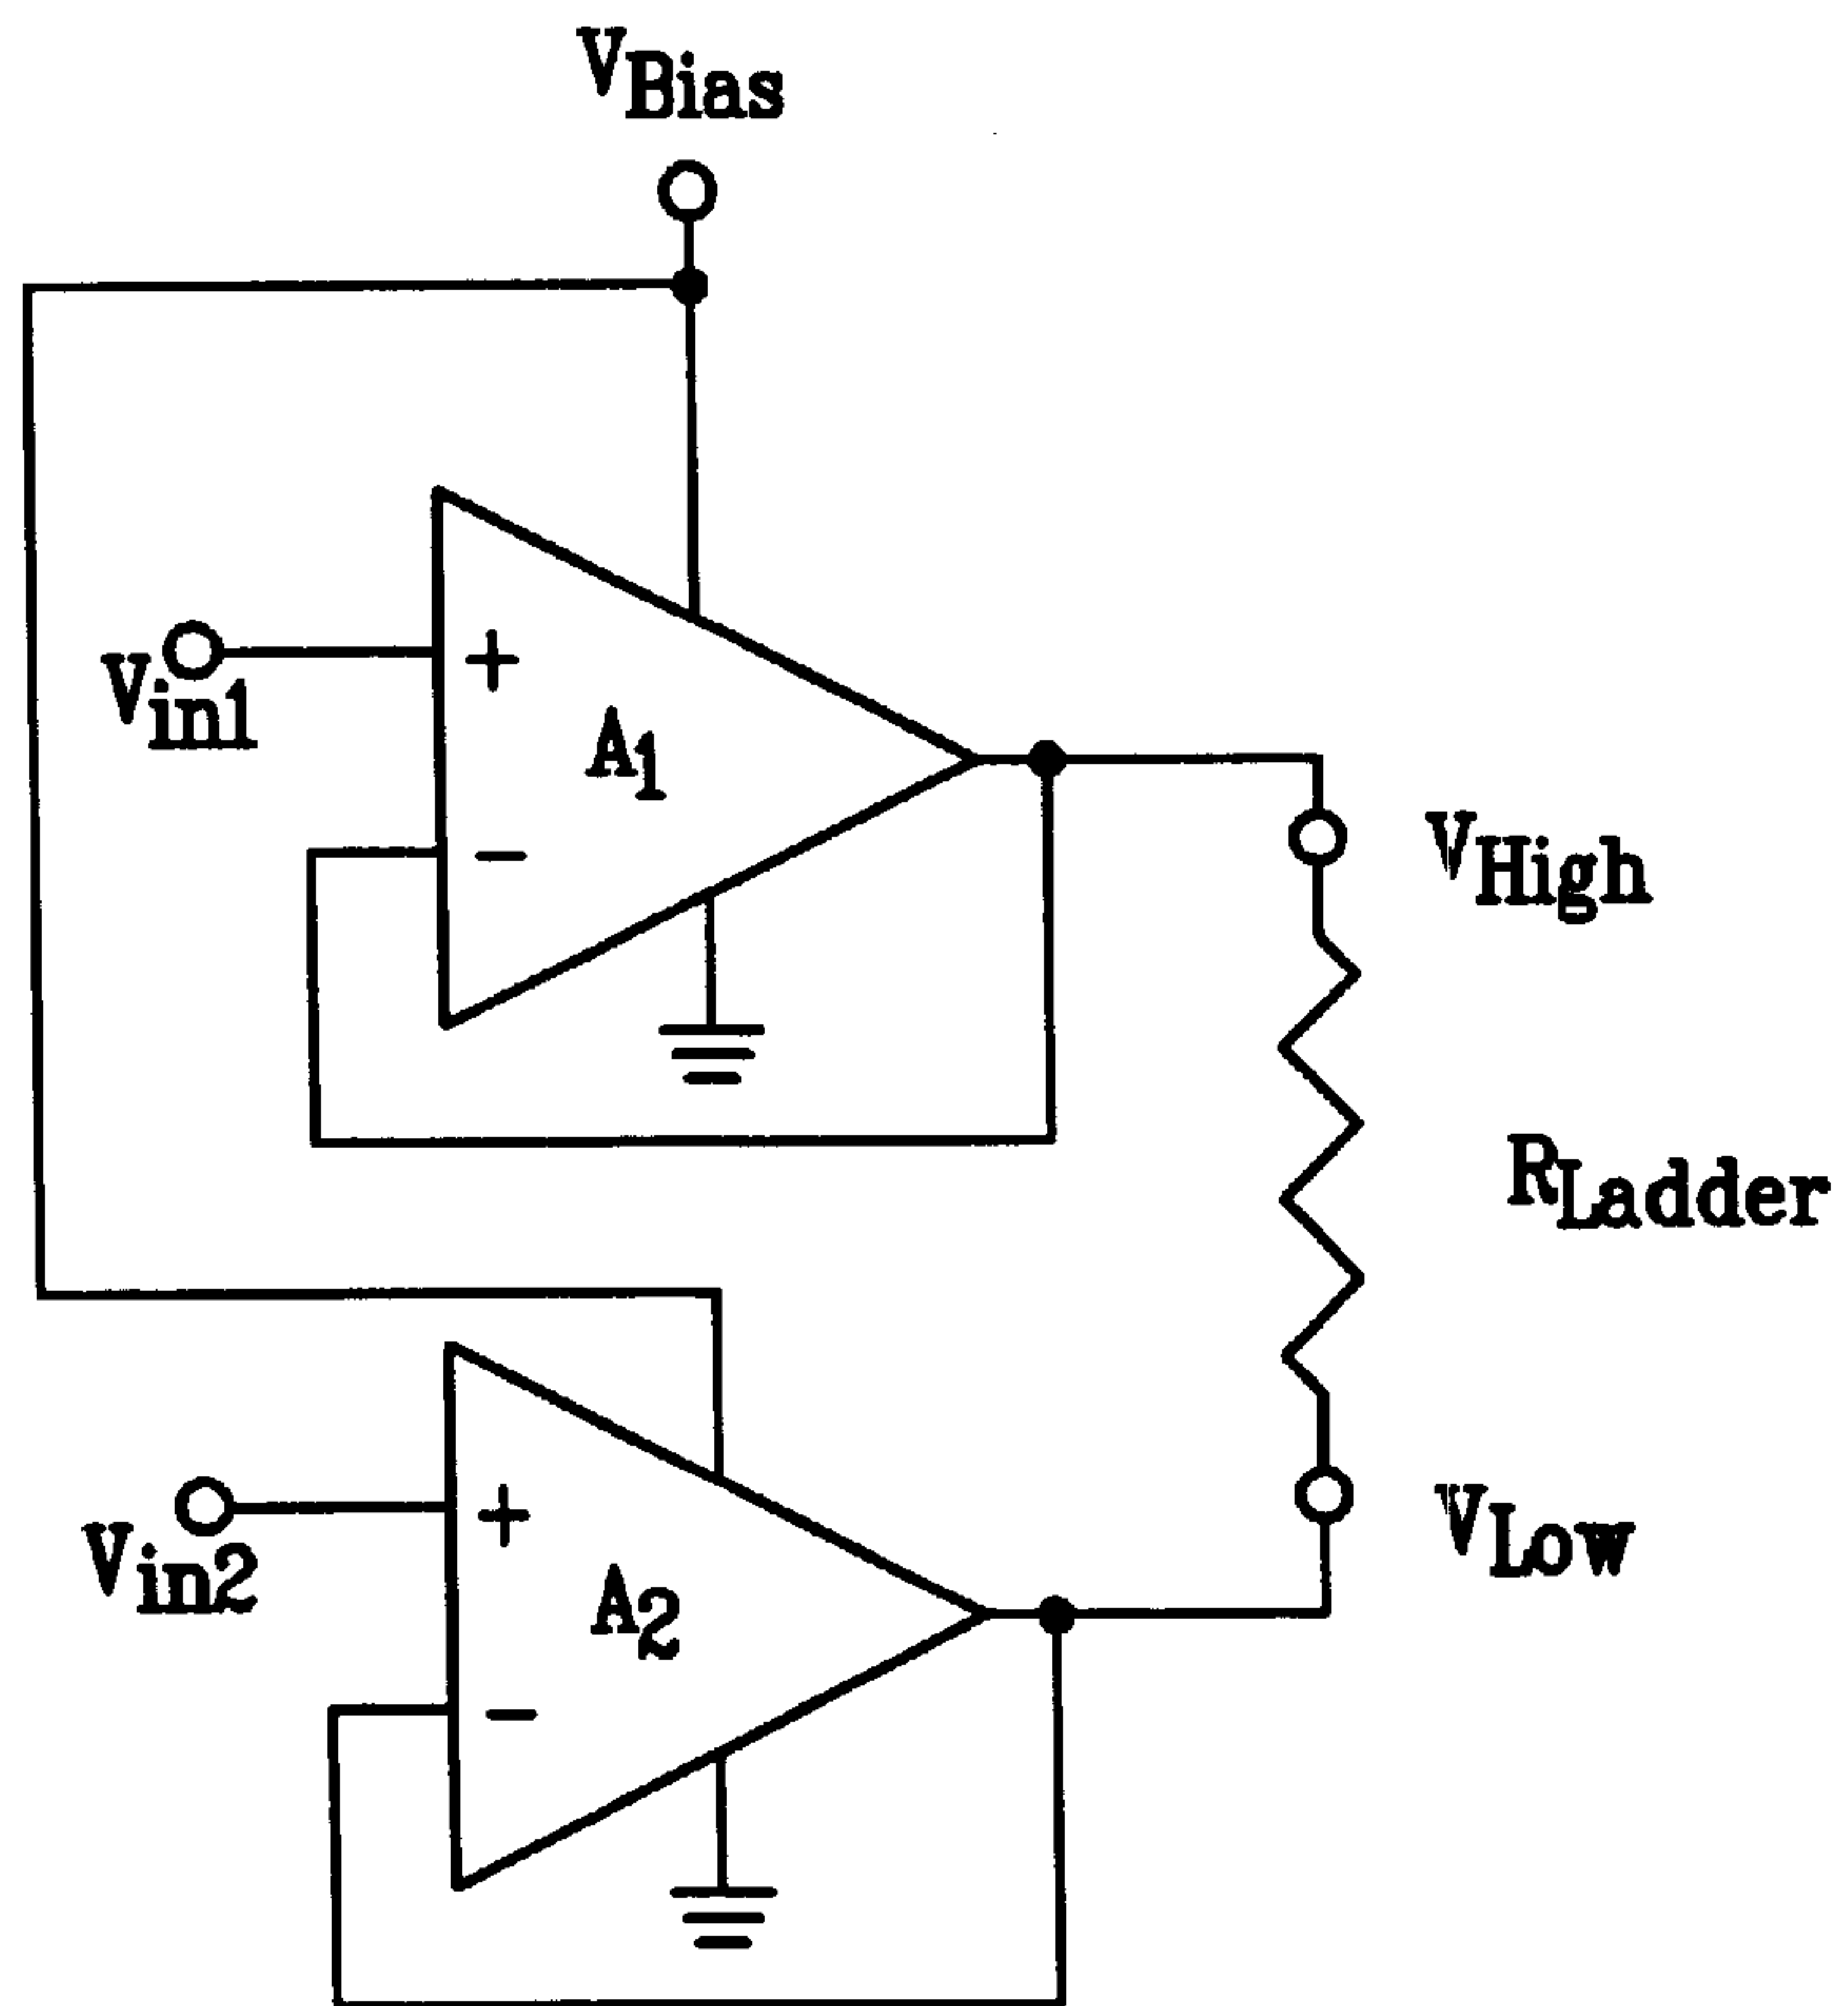 VBias
Vin1
+
A1
-
VHigh
RLadder
Vin2
+
A2
-
VLow